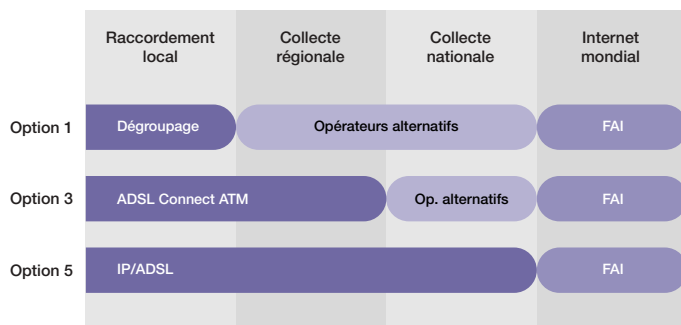 Raccordement
local
Collecte
régionale
Collecte
nationale
Internet
mondial
Option 1
Dégroupage
Opérateurs alternatifs
FAI
Option 3
ADSL Connect ATM
Op. alternatifs
FAI
Option 5
IP/ADSL
FAI